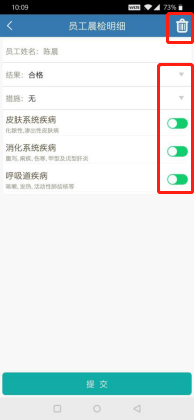 10:09
73%
员工晨检明细
员工姓名: 陈晨
结果: 合格
措施: 无
皮肤系统疾病
化脓性,渗出性皮肤病
消化系统疾病
腹泻, 痢疾, 伤寒, 甲型及戊型肝炎
呼吸道疾病
咳嗽, 发热, 活动性肺结核等
提 交